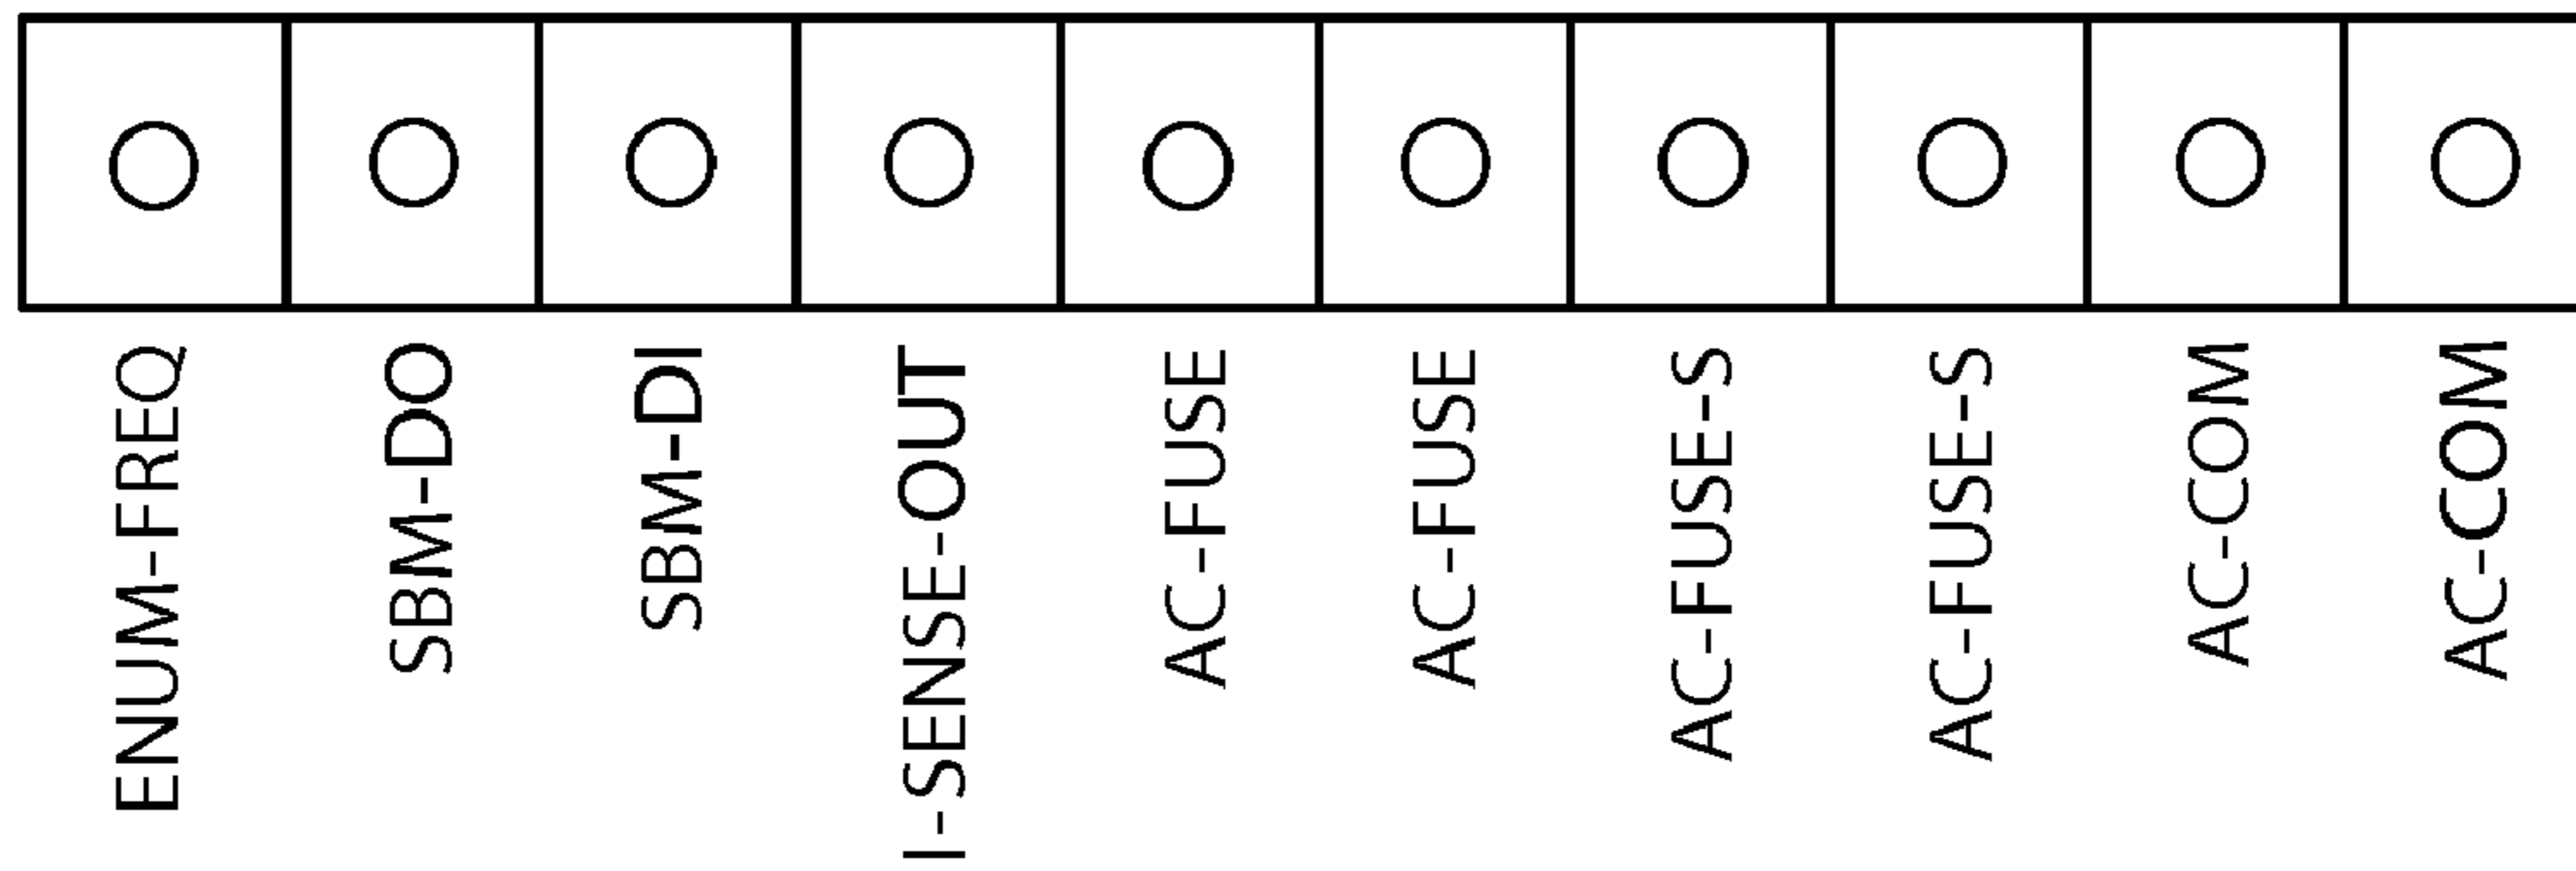 ENUM-FREQ
SBM-DO
SBM-DI
I-SENSE-OUT
AC-FUSE
AC-FUSE
AC-FUSE-S
AC-FUSE-S
AC-COM
AC-COM